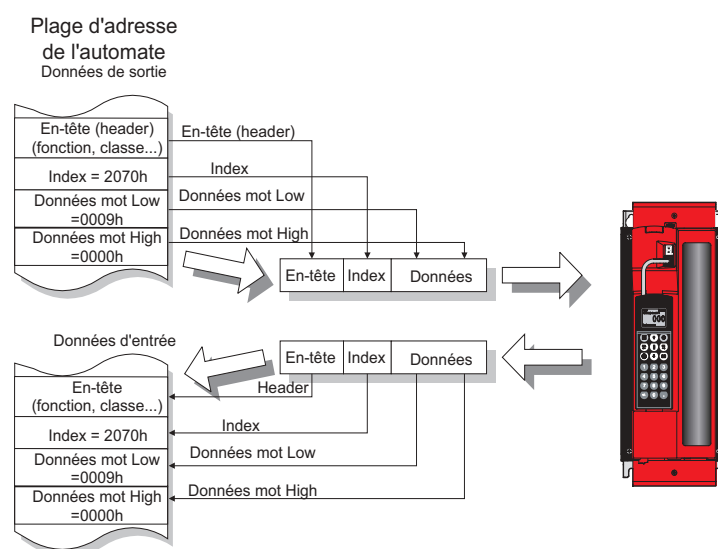 Plage d'adresse
de l'automate
Données de sortie
En-tête (header)
(fonction, classe...)
Index = 2070h
Données mot Low
=0009h
Données mot High
=0000h
En-tête (header)
Index
Données mot Low
Données mot High
En-tête Index Données
Données d'entrée
En-tête
(fonction, classe...)
Index = 2070h
Données mot Low
=0009h
Données mot High
=0000h
En-tête Index Données
Header
Index
Données mot Low
Données mot High